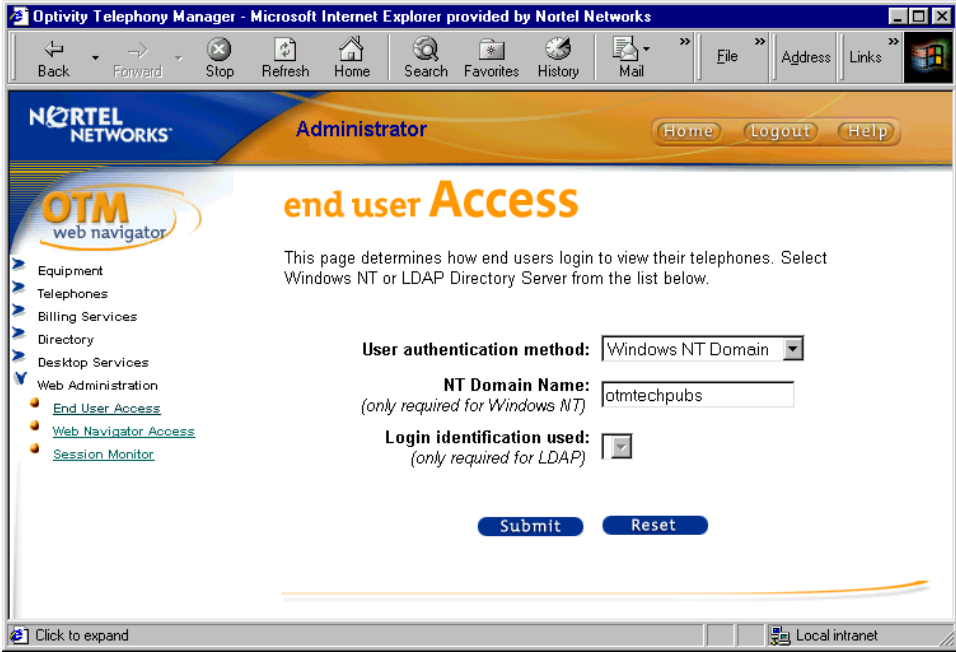 Optivity Telephony Manager - Microsoft Internet Explorer provided by Nortel Networks
Back Forward Stop Refresh Home Search Favorites History Mail » File » Address Links »
NORTEL
NETWORKS
Administrator
Home Logout Help
OTM
web navigator
Equipment
Telephones
Billing Services
Directory
Desktop Services
Web Administration
End User Access
Web Navigator Access
Session Monitor
end user Access
This page determines how end users login to view their telephones. Select
Windows NT or LDAP Directory Server from the list below.
User authentication method: Windows NT Domain
NT Domain Name:
(only required for Windows NT)
otmtechpubs
Login identification used:
(only required for LDAP)
Submit Reset
Click to expand Local intranet